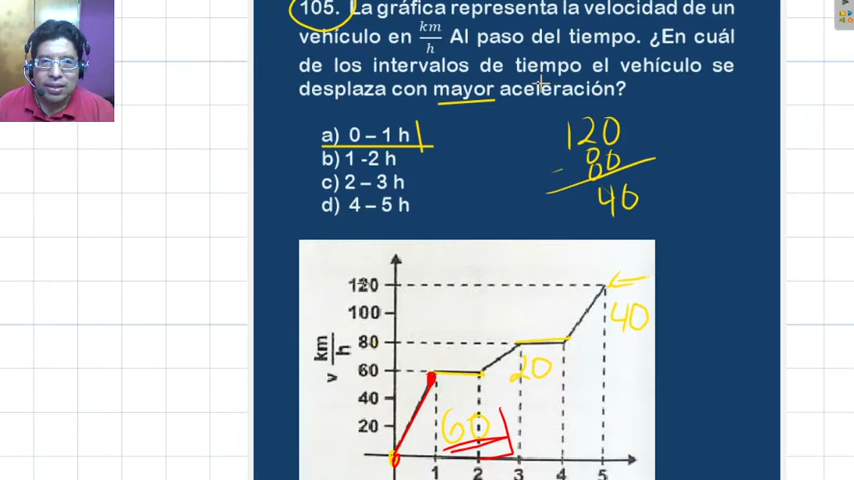 105. La gráfica representa la velocidad de un
vehículo en km/h Al paso del tiempo. ¿En cuál
de los intervalos de tiempo el vehículo se
desplaza con mayor aceleración?
a) 0 – 1 h
b) 1 -2 h
c) 2 – 3 h
d) 4 – 5 h
120
- 80
40
120
100
80
60
40
20
v km/h
40
20
60
0
1 2 3 4 5